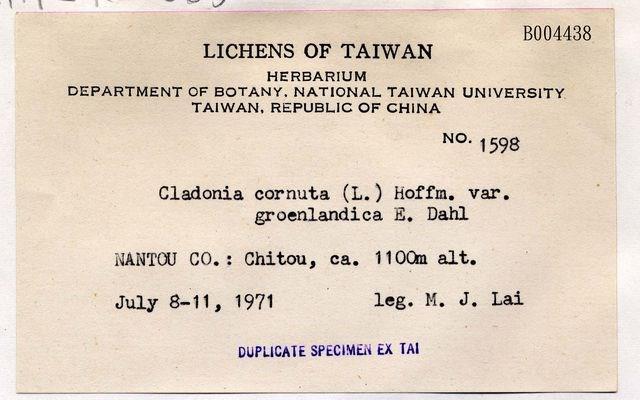 B004438
LICHENS OF TAIWAN
HERBARIUM
DEPARTMENT OF BOTANY, NATIONAL TAIWAN UNIVERSITY
TAIWAN, REPUBLIC OF CHINA
NO. 1598
Cladonia cornuta (L.) Hoffm. var.
groenlandica E. Dahl
NANTOU CO.: Chitou, ca. 1100m alt.
July 8-11, 1971 leg. M. J. Lai
DUPLICATE SPECIMEN EX TAI